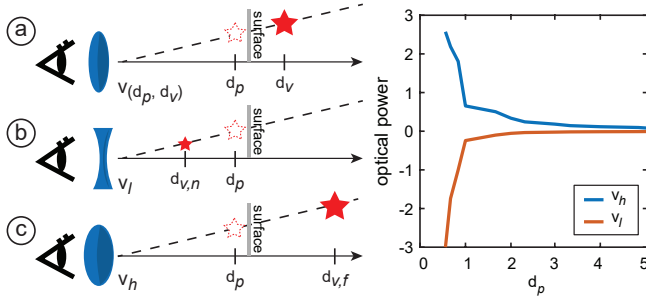 a
surface
v(dp, dv)
dp
dv
b
surface
vl
dv,n
dp
c
surface
vh
dp
dv,f
optical power
3
2
1
0
-1
-2
-3
0
1
2
3
4
5
dp
vh
vl